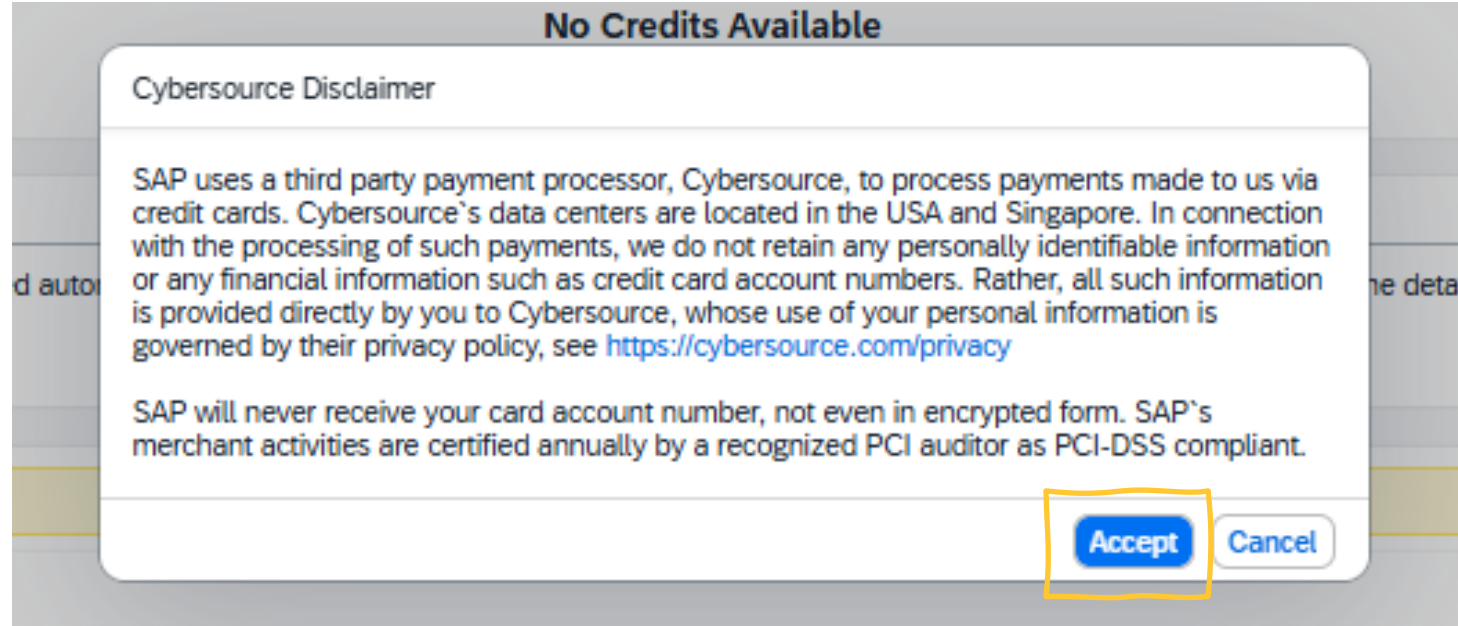 No Credits Available
Cybersource Disclaimer
SAP uses a third party payment processor, Cybersource, to process payments made to us via
credit cards. Cybersource`s data centers are located in the USA and Singapore. In connection
with the processing of such payments, we do not retain any personally identifiable information
or any financial information such as credit card account numbers. Rather, all such information
is provided directly by you to Cybersource, whose use of your personal information is
governed by their privacy policy, see https://cybersource.com/privacy
SAP will never receive your card account number, not even in encrypted form. SAP`s
merchant activities are certified annually by a recognized PCI auditor as PCI-DSS compliant.
Accept Cancel